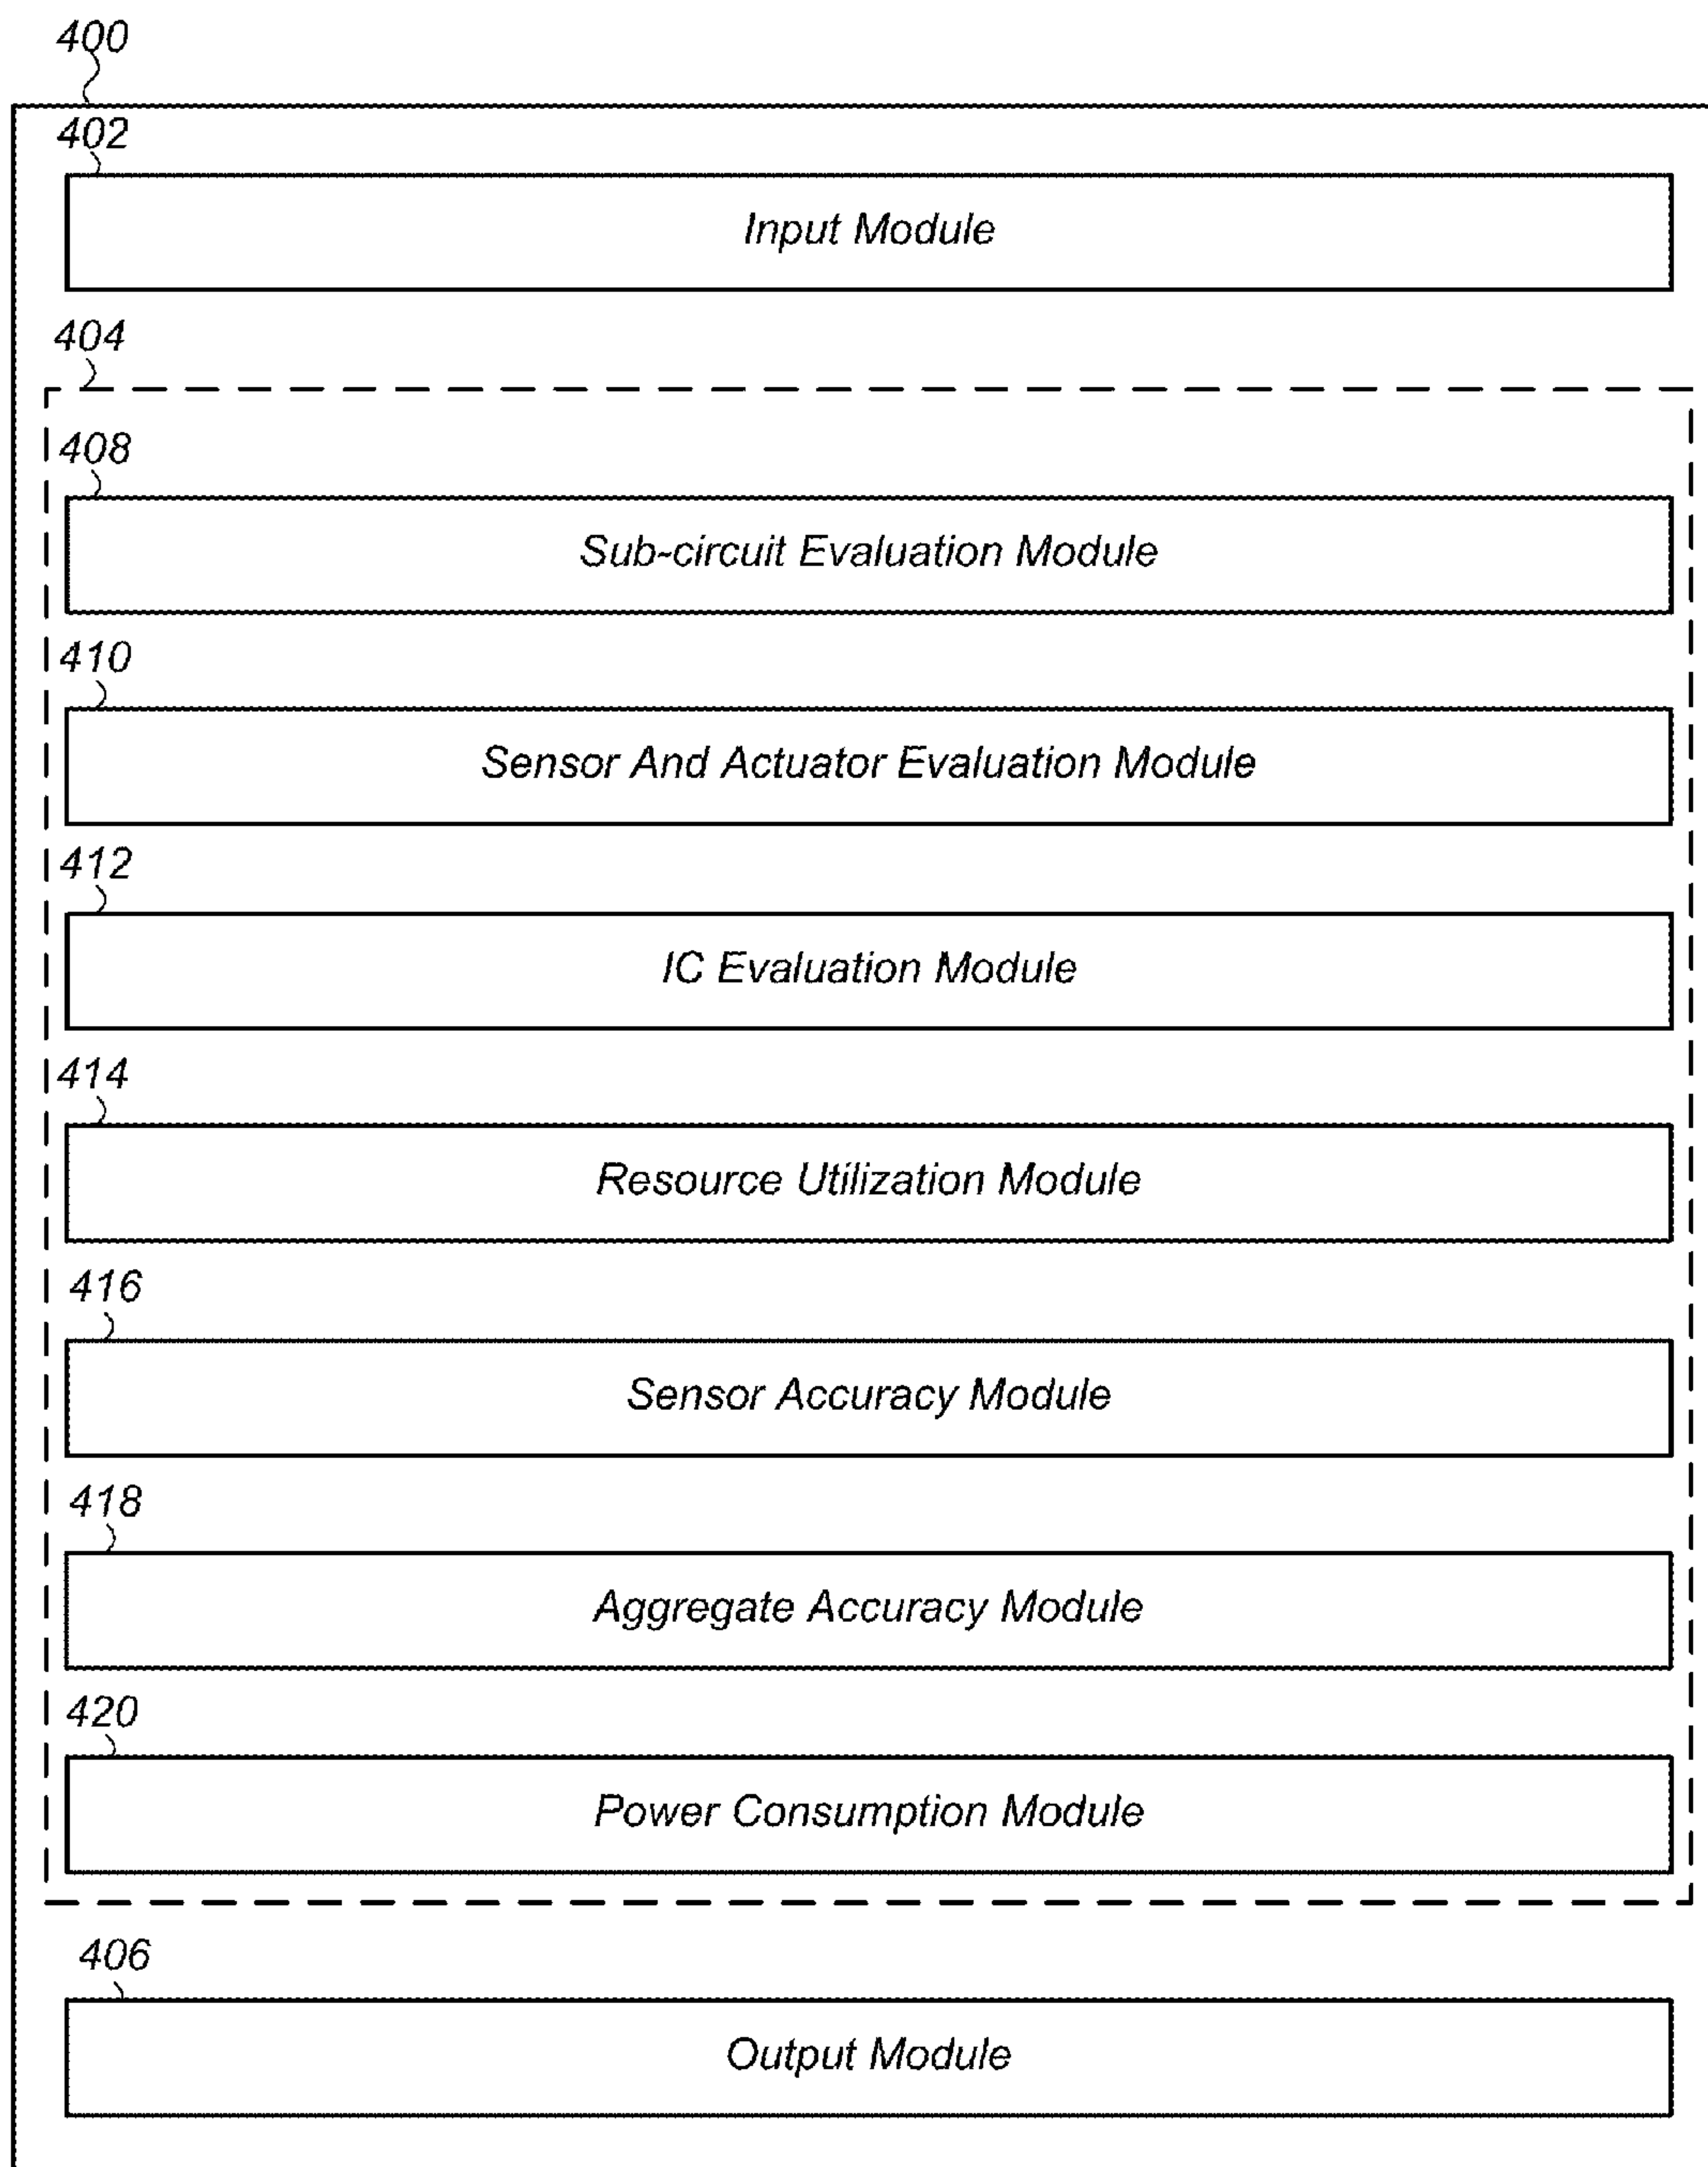 400
402
Input Module
404
408
Sub-circuit Evaluation Module
410
Sensor And Actuator Evaluation Module
412
IC Evaluation Module
414
Resource Utilization Module
416
Sensor Accuracy Module
418
Aggregate Accuracy Module
420
Power Consumption Module
406
Output Module